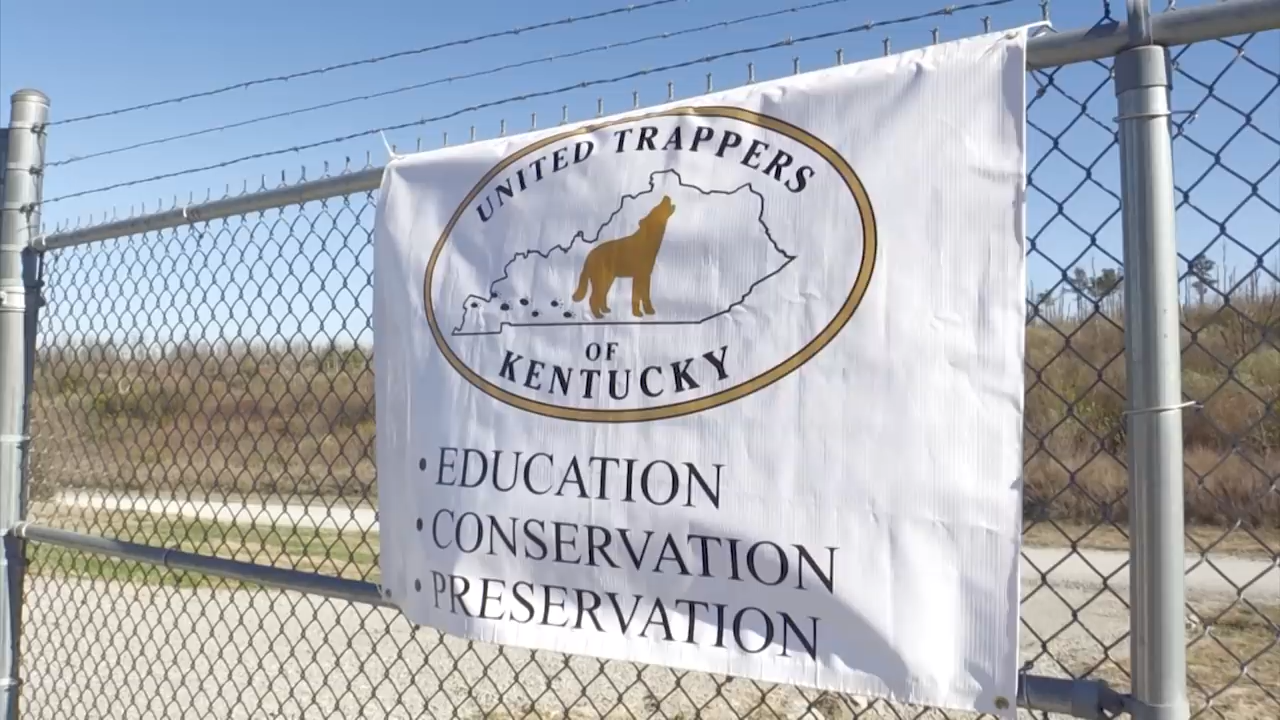 UNITED TRAPPERS
OF
KENTUCKY
• EDUCATION
• CONSERVATION
• PRESERVATION